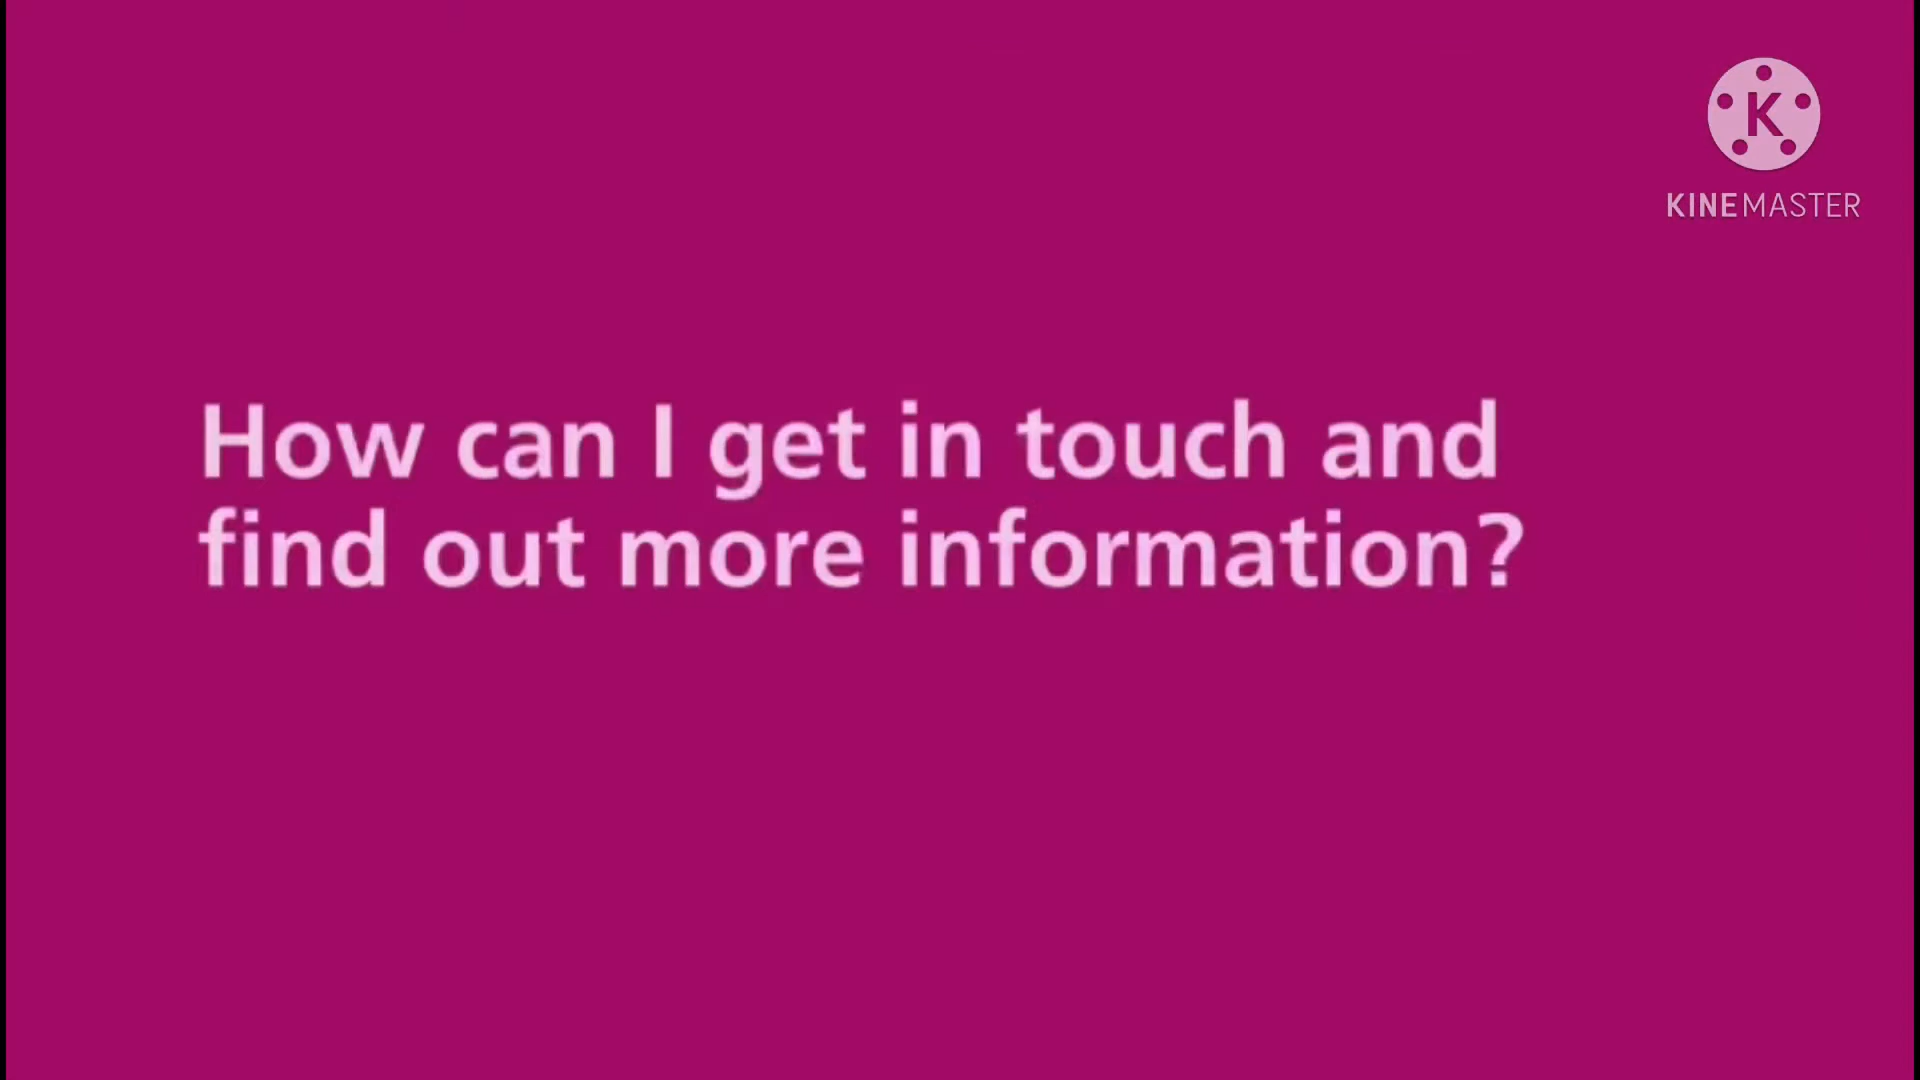 K
KINEMASTER
How can I get in touch and
find out more information?